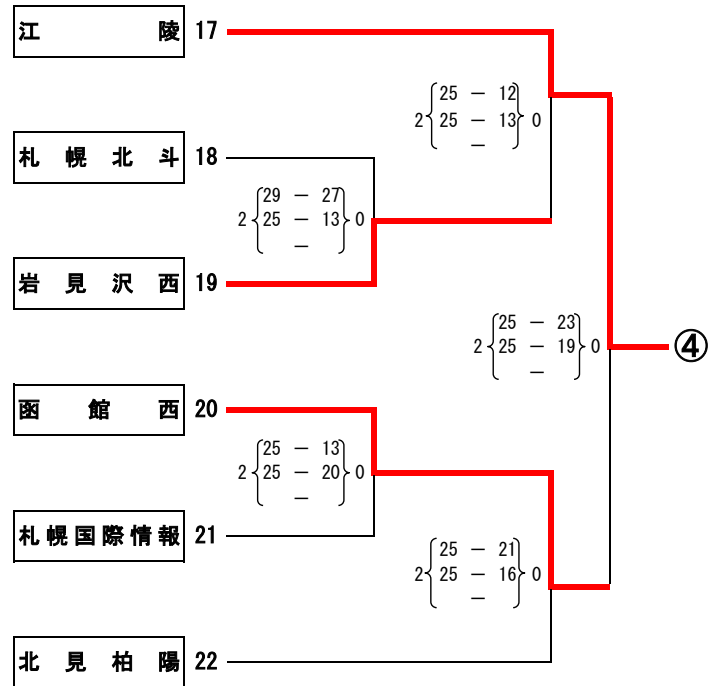 江陵 17
25 － 12
2 25 － 13 0
－
札幌北斗 18
29 － 27
2 25 － 13 0
－
岩見沢西 19
25 － 23
2 25 － 19 0
－
④
函館西 20
25 － 13
2 25 － 20 0
－
札幌国際情報 21
25 － 21
2 25 － 16 0
－
北見柏陽 22